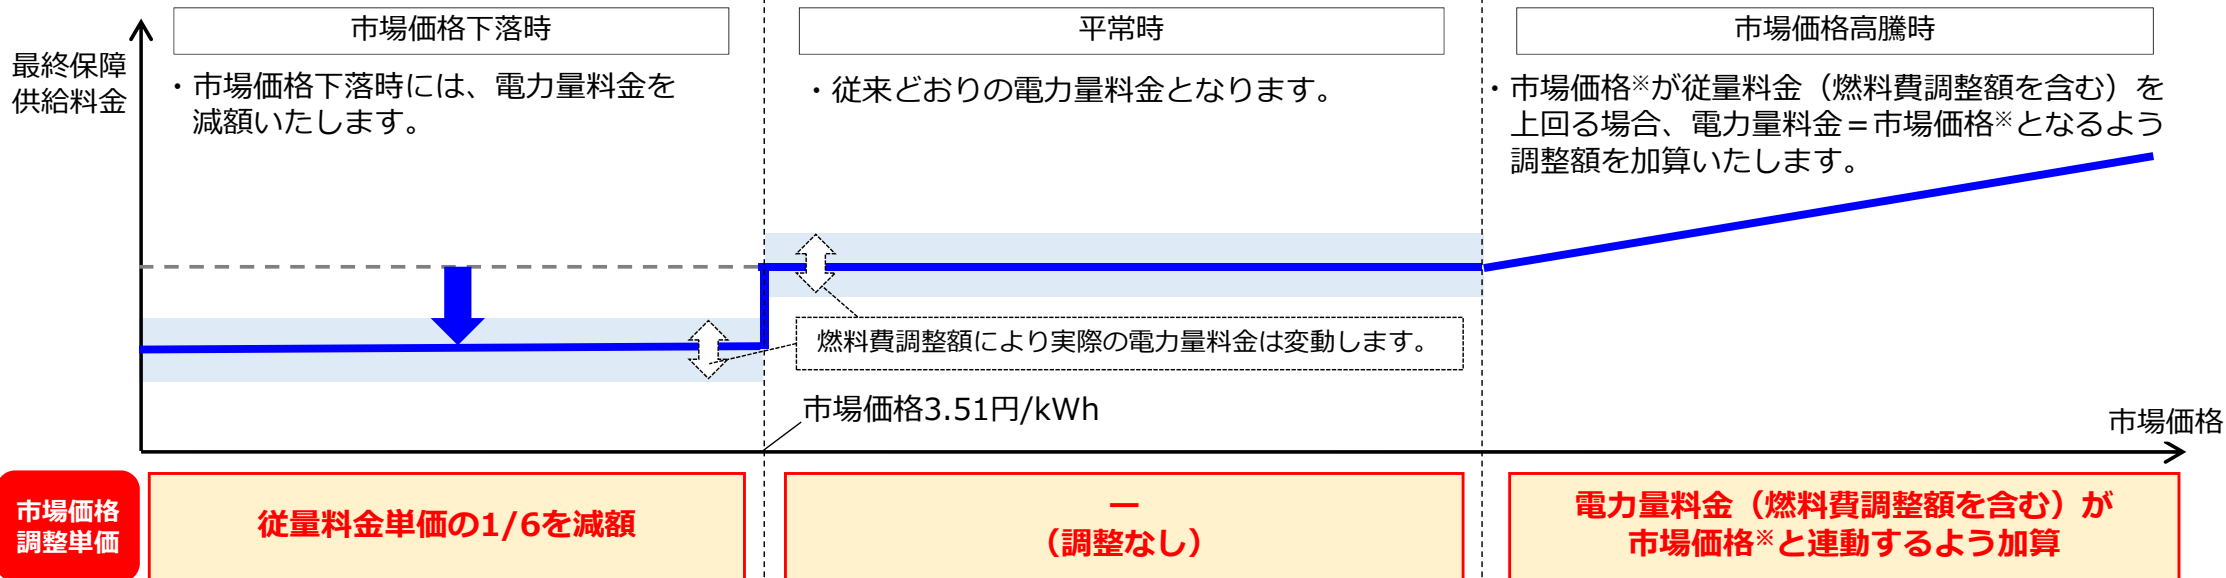 市場価格下落時
平常時
市場価格高騰時
最終保障
供給料金
・市場価格下落時には、電力量料金を
減額いたします。
・従来どおりの電力量料金となります。
・市場価格※が従量料金（燃料費調整額を含む）を
上回る場合、電力量料金＝市場価格※となるよう
調整額を加算いたします。
燃料費調整額により実際の電力量料金は変動します。
市場価格3.51円/kWh
市場価格
市場価格
調整単価
従量料金単価の1/6を減額
ー
（調整なし）
電力量料金（燃料費調整額を含む）が
市場価格※と連動するよう加算